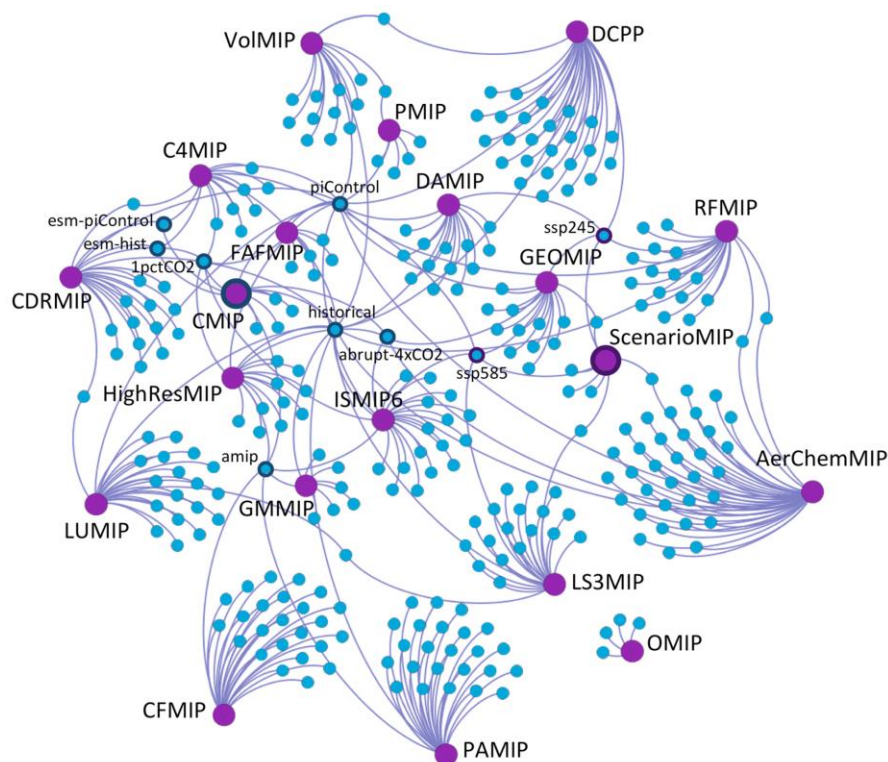 VolMIP
DCPP
PMIP
C4MIP
piControl
DAMIP
RFMIP
esm-piControl
ssp245
esm-hist
FAFMIP
GEOMIP
1pctCO2
CDRMIP
CMIP
historical
ScenarioMIP
abrupt-4xCO2
ssp585
HighResMIP
ISMIP6
amip
AerChemMIP
GMMIP
LUMIP
LS3MIP
OMIP
CFMIP
PAMIP